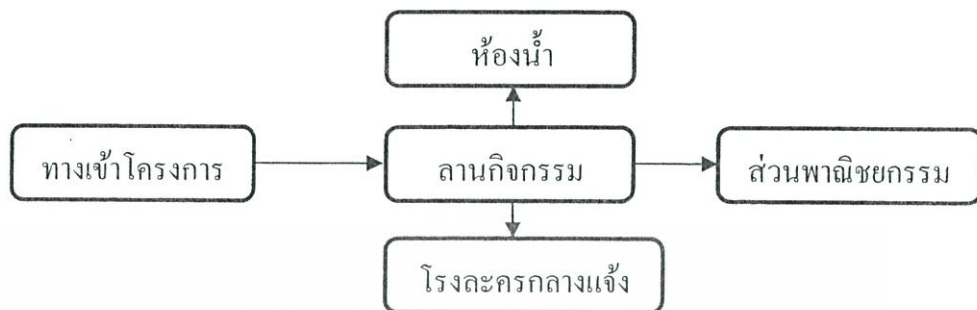 ห้องน้ำ
ทางเข้าโครงการ
ลานกิจกรรม
ส่วนพาณิชยกรรม
โรงละครกลางแจ้ง